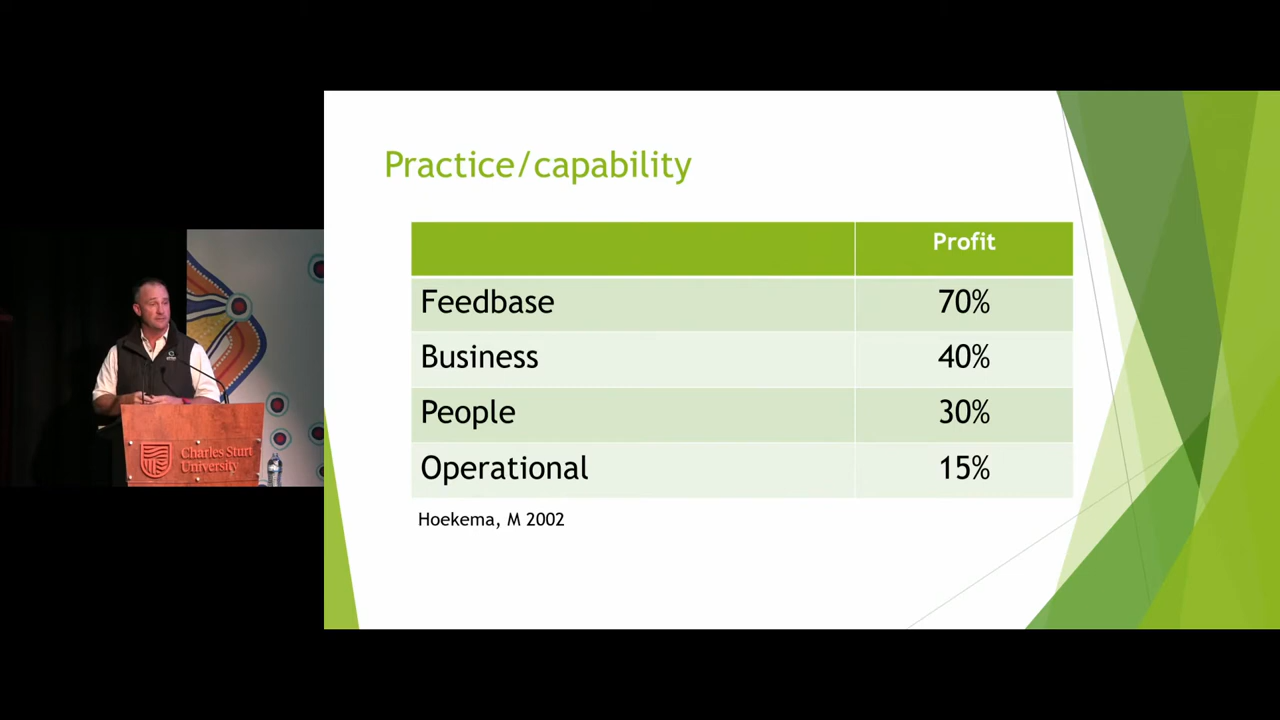 Practice/capability
Profit
Feedbase 70%
Business 40%
People 30%
Operational 15%
Hoekema, M 2002
Charles Sturt
University